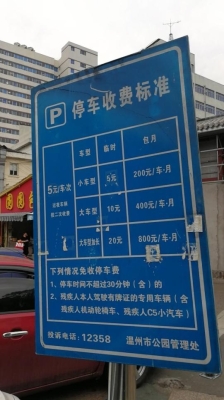 P 停车收费标准
车型 临时 台月
5元/车次
小车型 5元 200元/车·月
大车型 10元 400元/车·月
大车型加长 20元 800元/车·月
下列情况免收停车费
1、停车时间不超过30分钟（含）的
2、残疾人本人驾驶有牌证的专用车辆（含
残疾人机动轮椅车、残疾人C5小汽车）
投诉电话：12358 温州市公园管理处